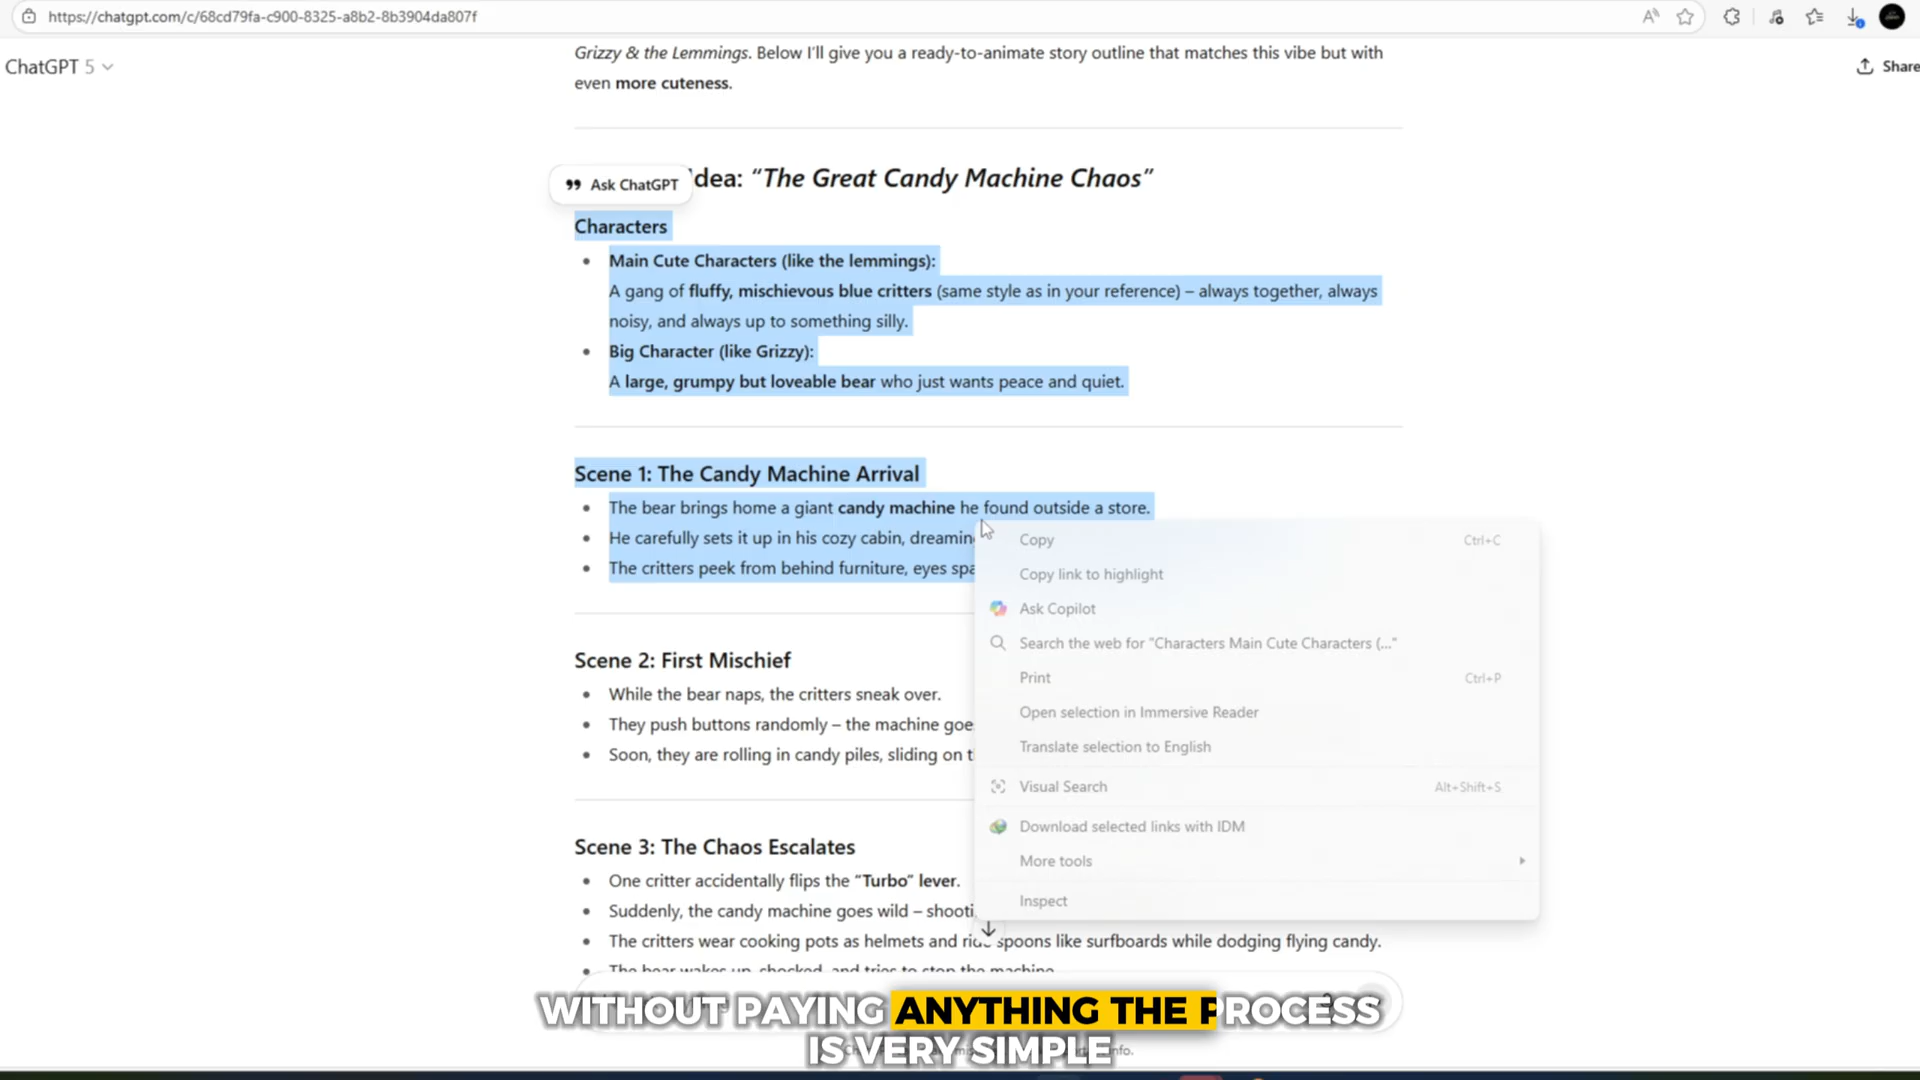 https://chatgpt.com/c/68cd79fa-c900-8325-a8b2-8b3904da807f
ChatGPT 5
Share
Grizzy & the Lemmings. Below I'll give you a ready-to-animate story outline that matches this vibe but with
even more cuteness.
Ask ChatGPT
dea: “The Great Candy Machine Chaos”
Characters
• Main Cute Characters (like the lemmings):
A gang of fluffy, mischievous blue critters (same style as in your reference) – always together, always
noisy, and always up to something silly.
• Big Character (like Grizzy):
A large, grumpy but loveable bear who just wants peace and quiet.
Scene 1: The Candy Machine Arrival
• The bear brings home a giant candy machine he found outside a store.
• He carefully sets it up in his cozy cabin, dreamin
• The critters peek from behind furniture, eyes spa
Copy Ctrl+C
Copy link to highlight
Ask Copilot
Search the web for "Characters Main Cute Characters (..."
Print Ctrl+P
Open selection in Immersive Reader
Translate selection to English
Visual Search Alt+Shift+S
Download selected links with IDM
More tools
Inspect
Scene 2: First Mischief
• While the bear naps, the critters sneak over.
• They push buttons randomly – the machine goe
• Soon, they are rolling in candy piles, sliding on t
Scene 3: The Chaos Escalates
• One critter accidentally flips the “Turbo” lever.
• Suddenly, the candy machine goes wild – shooti
• The critters wear cooking pots as helmets and ride spoons like surfboards while dodging flying candy.
• The bear wakes up, shocked, and tries to stop the machine.
WITHOUT PAYING ANYTHING THE PROCESS
IS VERY SIMPLE